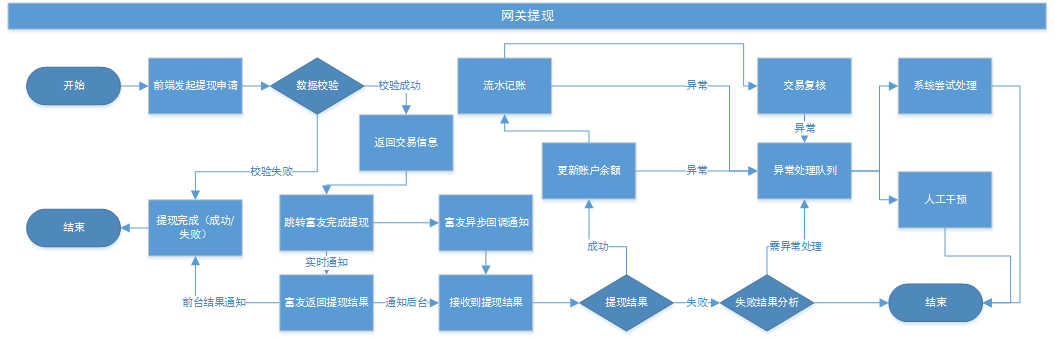 网关提现
开始
前端发起提现申请
数据校验
校验成功
返回交易信息
校验失败
提现完成（成功/
失败）
结束
跳转富友完成提现
实时通知
富友返回提现结果
前台结果通知
富友异步回调通知
通知后台
接收到提现结果
提现结果
成功
失败
更新账户余额
流水记账
异常
异常
失败结果分析
需异常处理
交易复核
异常
异常处理队列
系统尝试处理
人工干预
结束